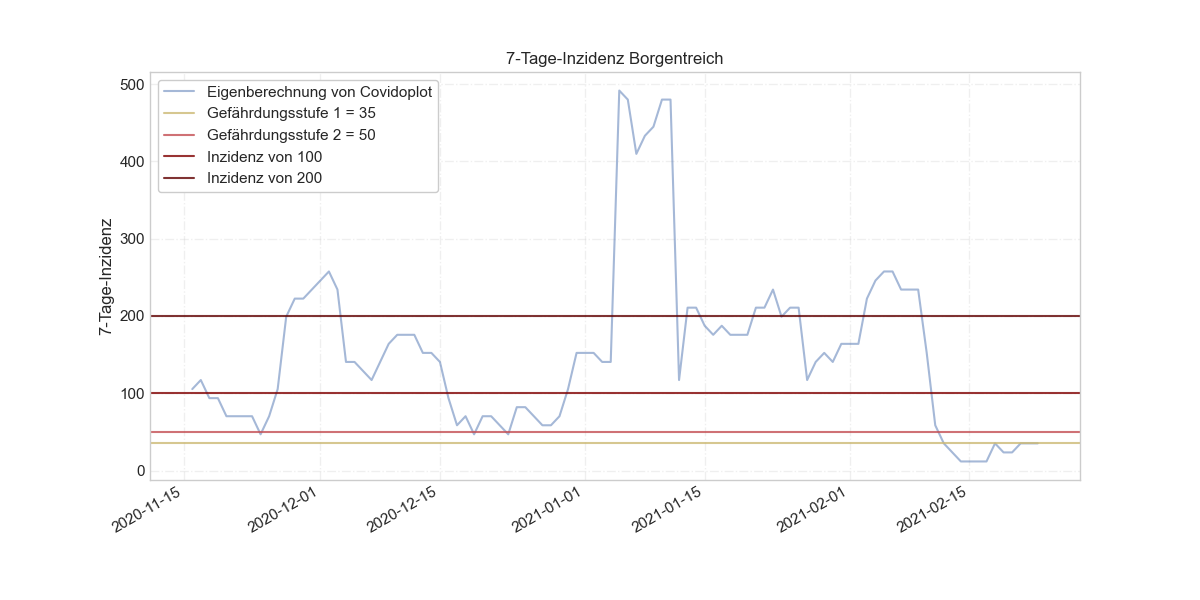 7-Tage-Inzidenz Borgentreich
Eigenberechnung von Covidoplot
Gefährdungsstufe 1 = 35
Gefährdungsstufe 2 = 50
Inzidenz von 100
Inzidenz von 200
7-Tage-Inzidenz
500
400
300
200
100
0
2020-11-15
2020-12-01
2020-12-15
2021-01-01
2021-01-15
2021-02-01
2021-02-15